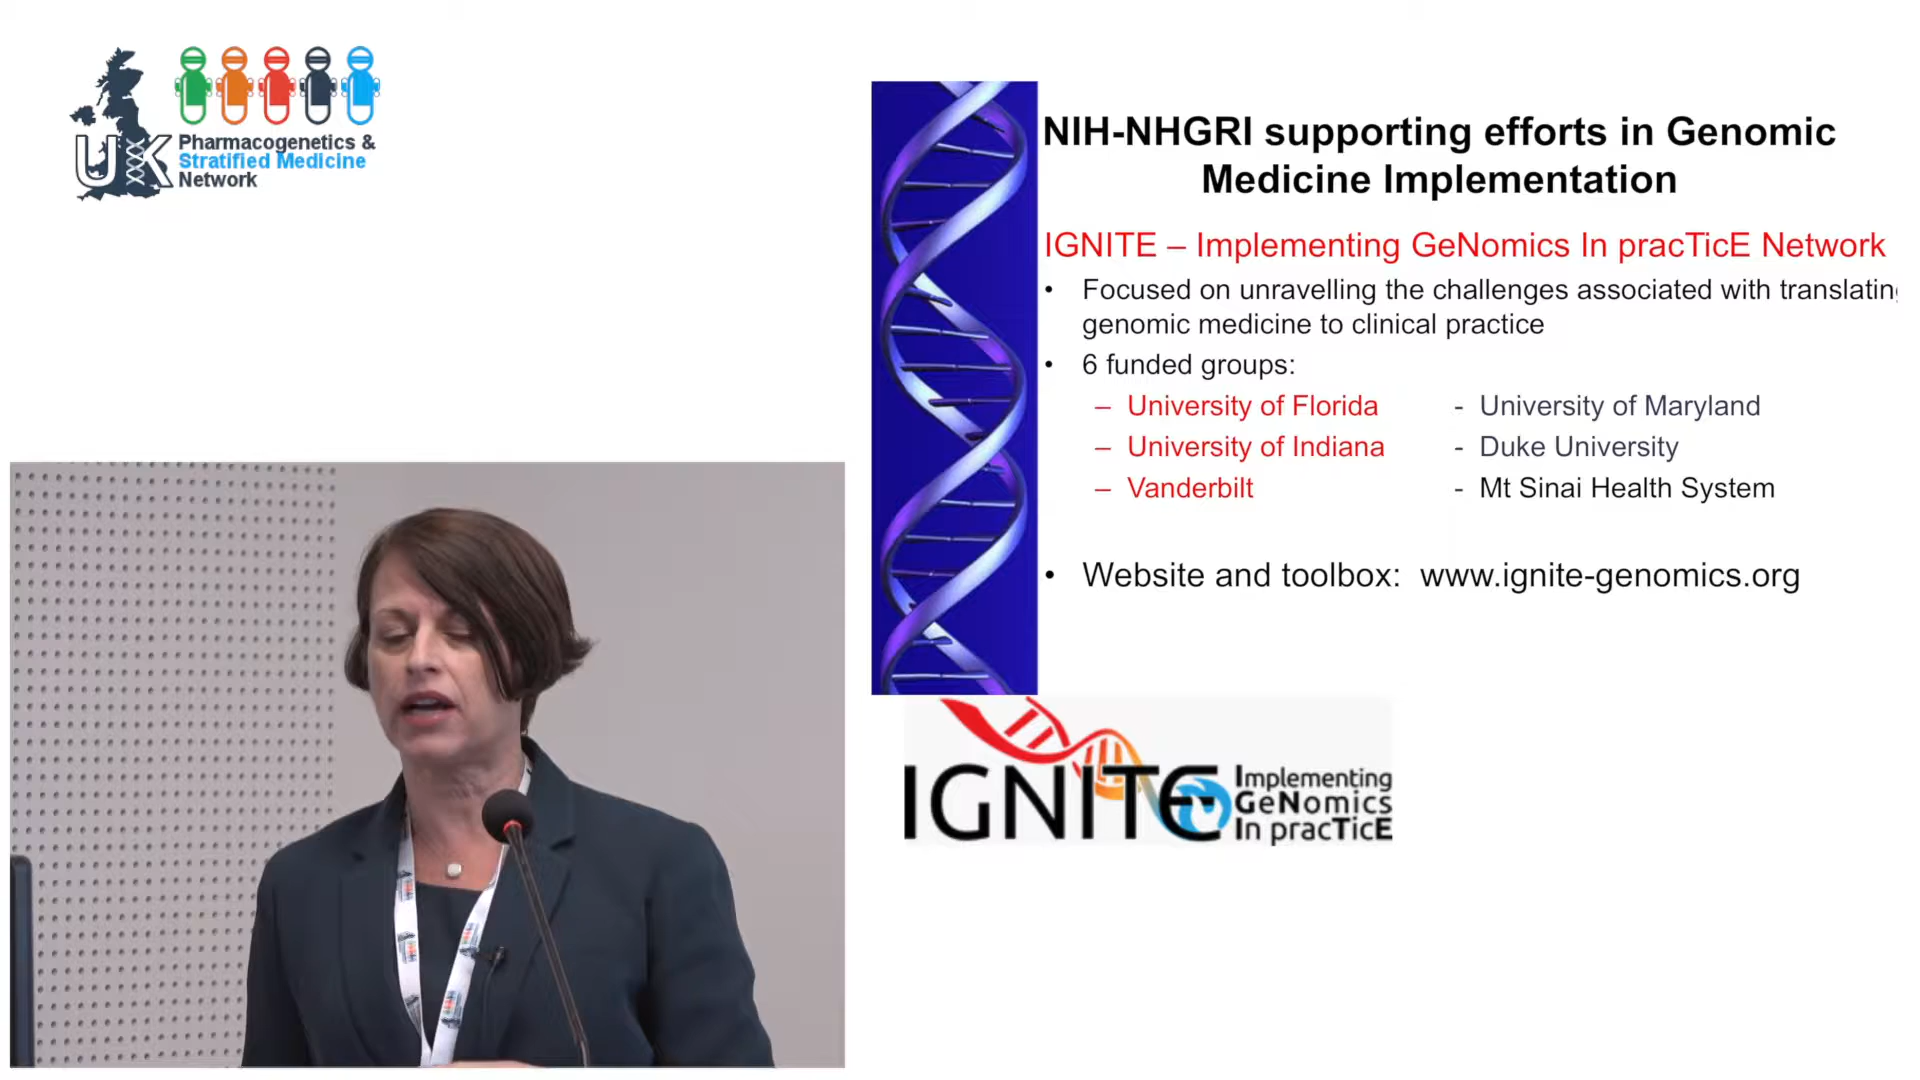 UK
Pharmacogenetics &
Stratified Medicine
Network
NIH-NHGRI supporting efforts in Genomic
Medicine Implementation
IGNITE – Implementing GeNomics In pracTicE Network
• Focused on unravelling the challenges associated with translating
genomic medicine to clinical practice
• 6 funded groups:
– University of Florida - University of Maryland
– University of Indiana - Duke University
– Vanderbilt - Mt Sinai Health System
• Website and toolbox: www.ignite-genomics.org
IGNITE
Implementing
GeNomics
In pracTicE